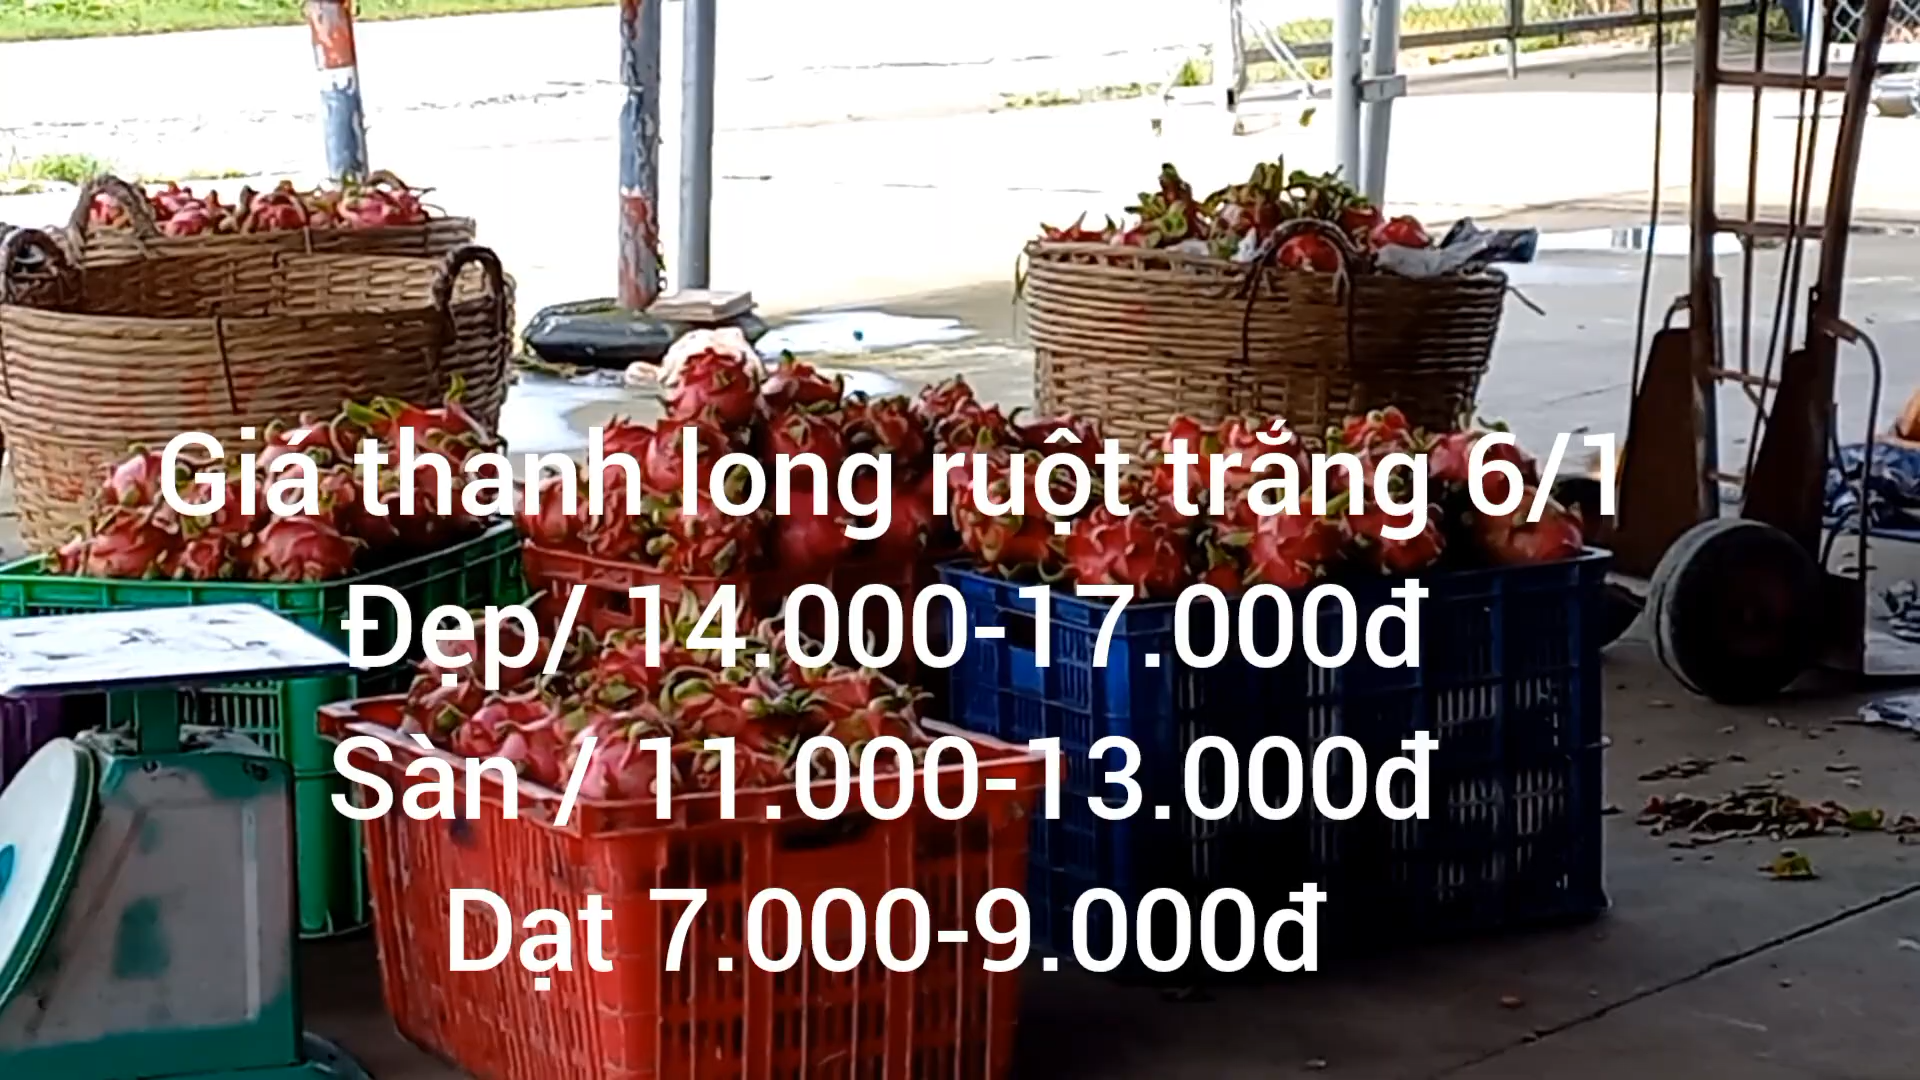 Giá thanh long ruột trắng 6/1
Đẹp/ 14.000-17.000đ
Sàn / 11.000-13.000đ
Dạt 7.000-9.000đ